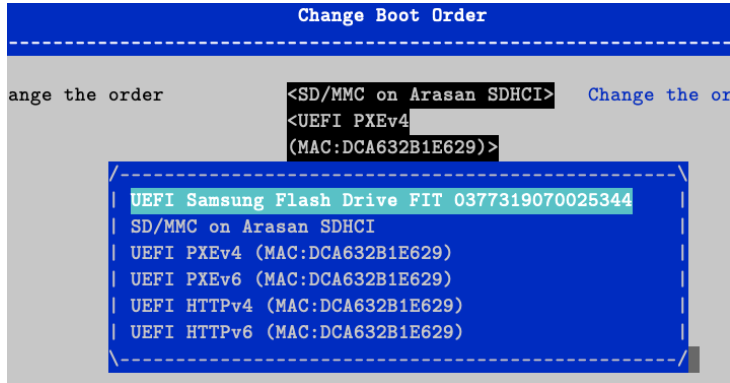 Change Boot Order
ange the order <SD/MMC on Arasan SDHCI> Change the or
<UEFI PXEv4
(MAC:DCA632B1E629)>
UEFI Samsung Flash Drive FIT 0377319070025344
SD/MMC on Arasan SDHCI
UEFI PXEv4 (MAC:DCA632B1E629)
UEFI PXEv6 (MAC:DCA632B1E629)
UEFI HTTPv4 (MAC:DCA632B1E629)
UEFI HTTPv6 (MAC:DCA632B1E629)